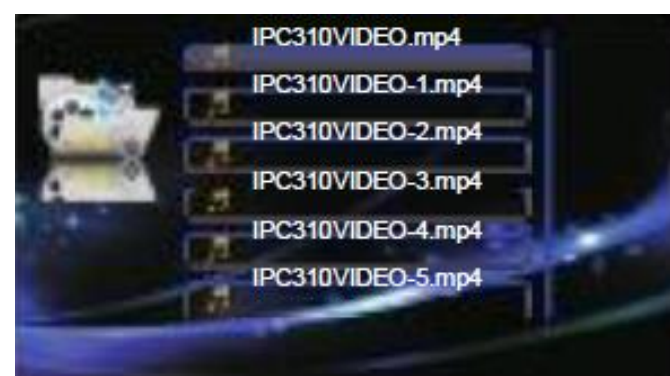 IPC310VIDEO.mp4
IPC310VIDEO-1.mp4
IPC310VIDEO-2.mp4
IPC310VIDEO-3.mp4
IPC310VIDEO-4.mp4
IPC310VIDEO-5.mp4